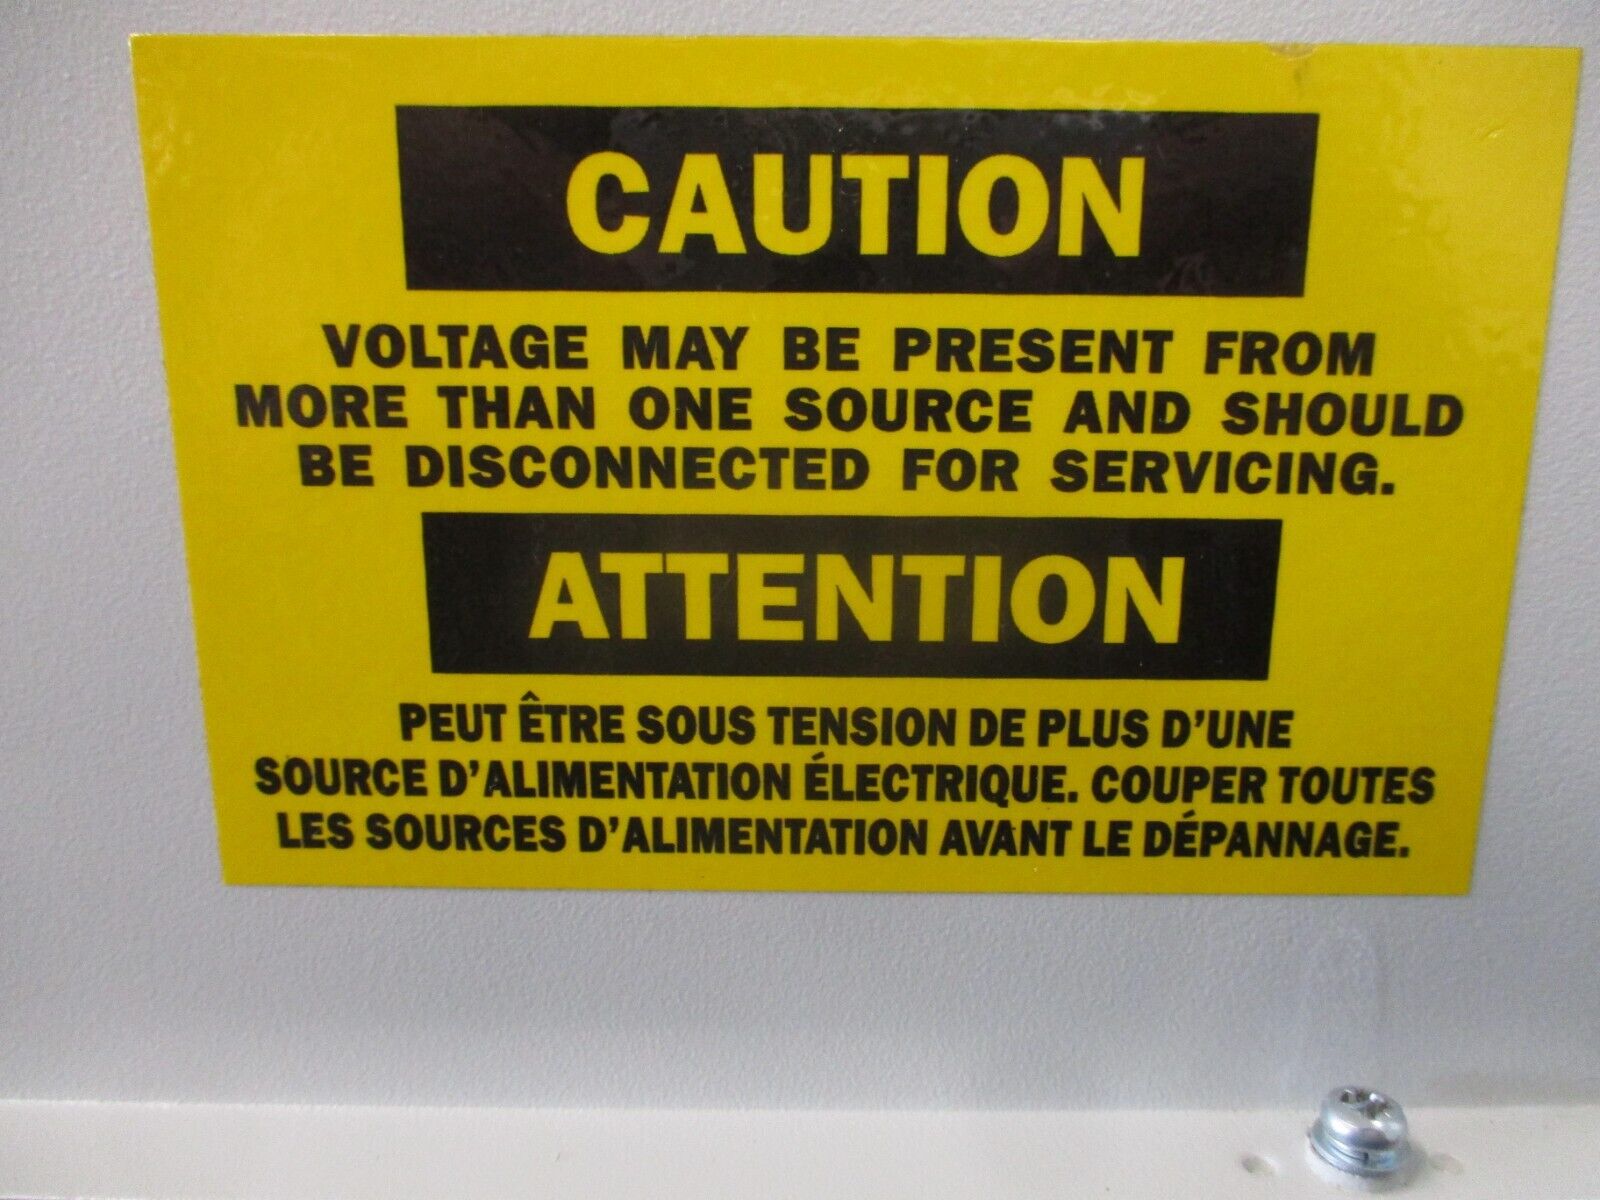 CAUTION
VOLTAGE MAY BE PRESENT FROM
MORE THAN ONE SOURCE AND SHOULD
BE DISCONNECTED FOR SERVICING.
ATTENTION
PEUT ÊTRE SOUS TENSION DE PLUS D'UNE
SOURCE D'ALIMENTATION ÉLECTRIQUE. COUPER TOUTES
LES SOURCES D'ALIMENTATION AVANT LE DÉPANNAGE.